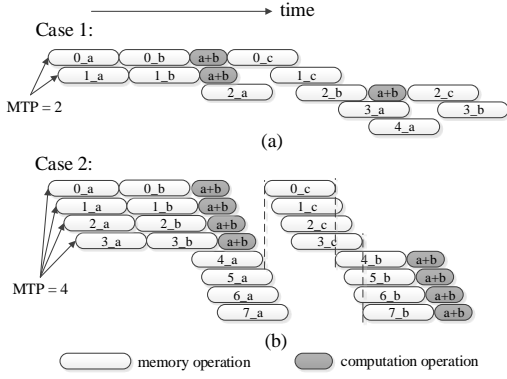 time
Case 1:
0_a 0_b a+b 0_c
1_a 1_b a+b 1_c
2_a 2_b a+b 2_c
MTP = 2 3_a 3_b
4_a
(a)
Case 2:
0_a 0_b a+b 0_c
1_a 1_b a+b 1_c
2_a 2_b a+b 2_c
3_a 3_b a+b 3_c
4_a 4_b a+b
5_a 5_b a+b
MTP = 4 6_a 6_b a+b
7_a 7_b a+b
(b)
memory operation computation operation